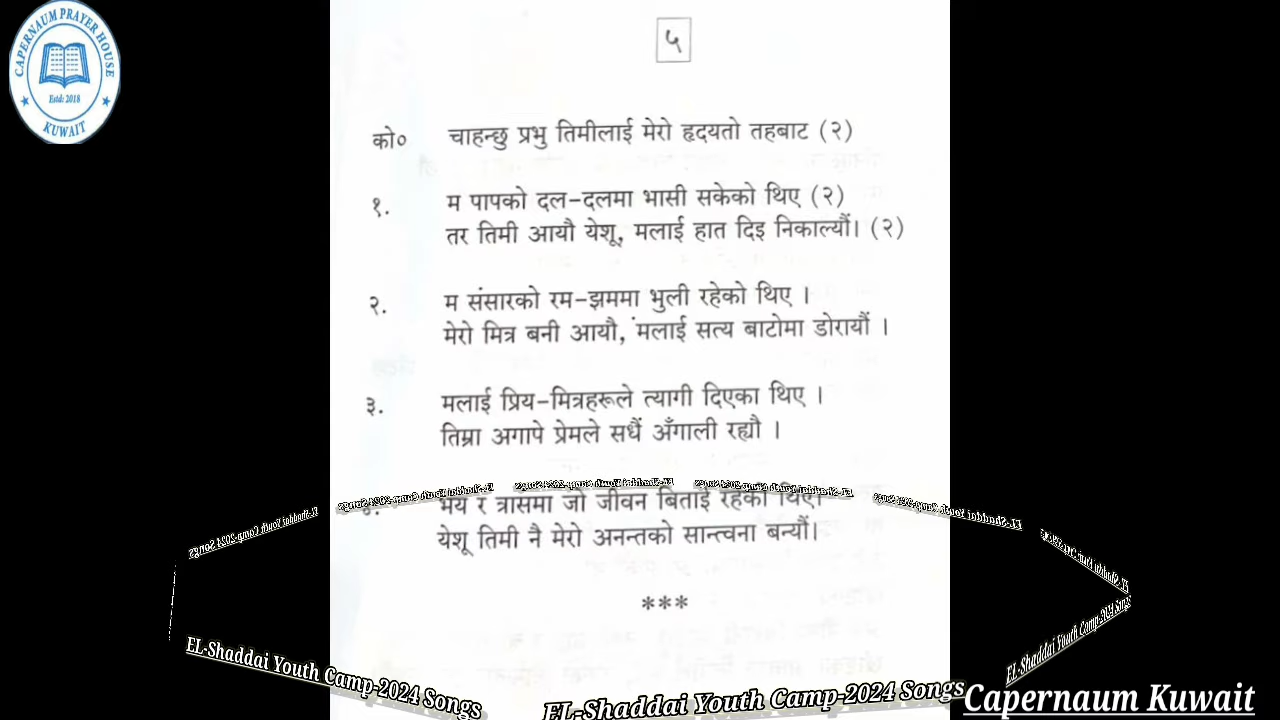 CAPERNAUM PRAYER HOUSE
Estd: 2018
KUWAIT
५
को० चाहन्छु प्रभु तिमीलाई मेरो हृदयतो तहबाट (२)
१. म पापको दल-दलमा भासी सकेको थिए (२)
तर तिमी आयौ येशू, मलाई हात दिइ निकाल्यौं। (२)
२. म संसारको रम-झममा भुली रहेको थिए ।
मेरो मित्र बनी आयौ, मलाई सत्य बाटोमा डोरायौं ।
३. मलाई प्रिय-मित्रहरूले त्यागी दिएका थिए ।
तिम्रा अगापे प्रेमले सधैं अँगाली रह्यौ ।
भय र त्रासमा जो जीवन बिताई रहेको थिए।
येशू तिमी नै मेरो अनन्तको सान्त्वना बन्यौं।
***
EL-Shaddai Youth Camp-2024 Songs
EL-Shaddai Youth Camp-2024 Songs
EL-Shaddai Youth Camp-2024 Songs
Capernaum Kuwait